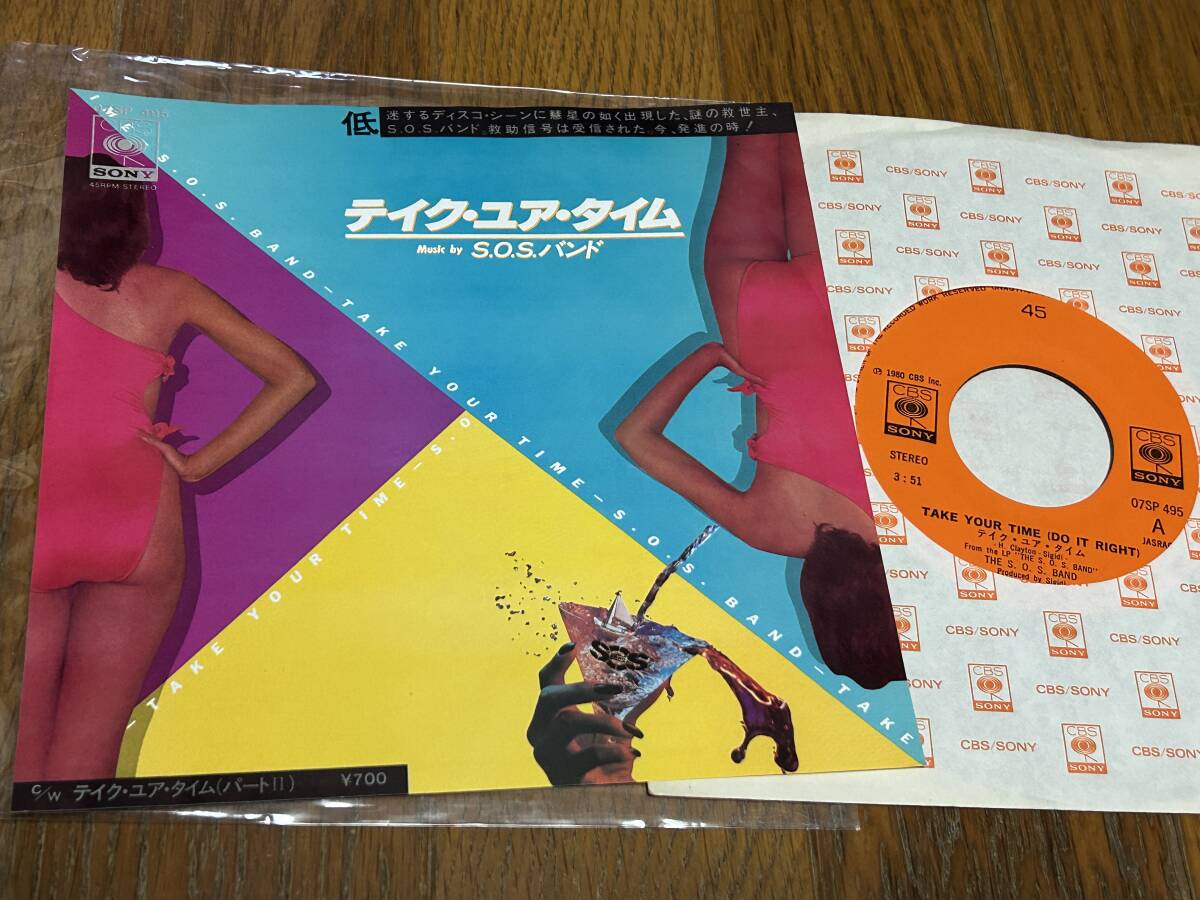 SP 495
SONY
45RPM STEREO
低迷するディスコ・シーンに彗星の如く出現した、謎の救世主、
S.O.S.バンド。救助信号は受信された。今、発進の時!
テイク・ユア・タイム
Music by S.O.S.バンド
IME—S.O.S. BAND—TAKE YOUR TIME—S.O.S. BAND—TAKE
—TAKE YOUR TIME—S.O
SOS
c/w テイク・ユア・タイム(パートII) ¥700
CBS/SONY
CBS
SONY
45
℗ 1980 CBS Inc.
CBS
SONY
CBS
SONY
STEREO
3:51
07SP 495
A
JASRAC
TAKE YOUR TIME (DO IT RIGHT)
テイク・ユア・タイム
- H. Clayton - Sigidi -
From the LP "THE S. O. S. BAND"
THE S. O. S. BAND
Produced by Sigidi